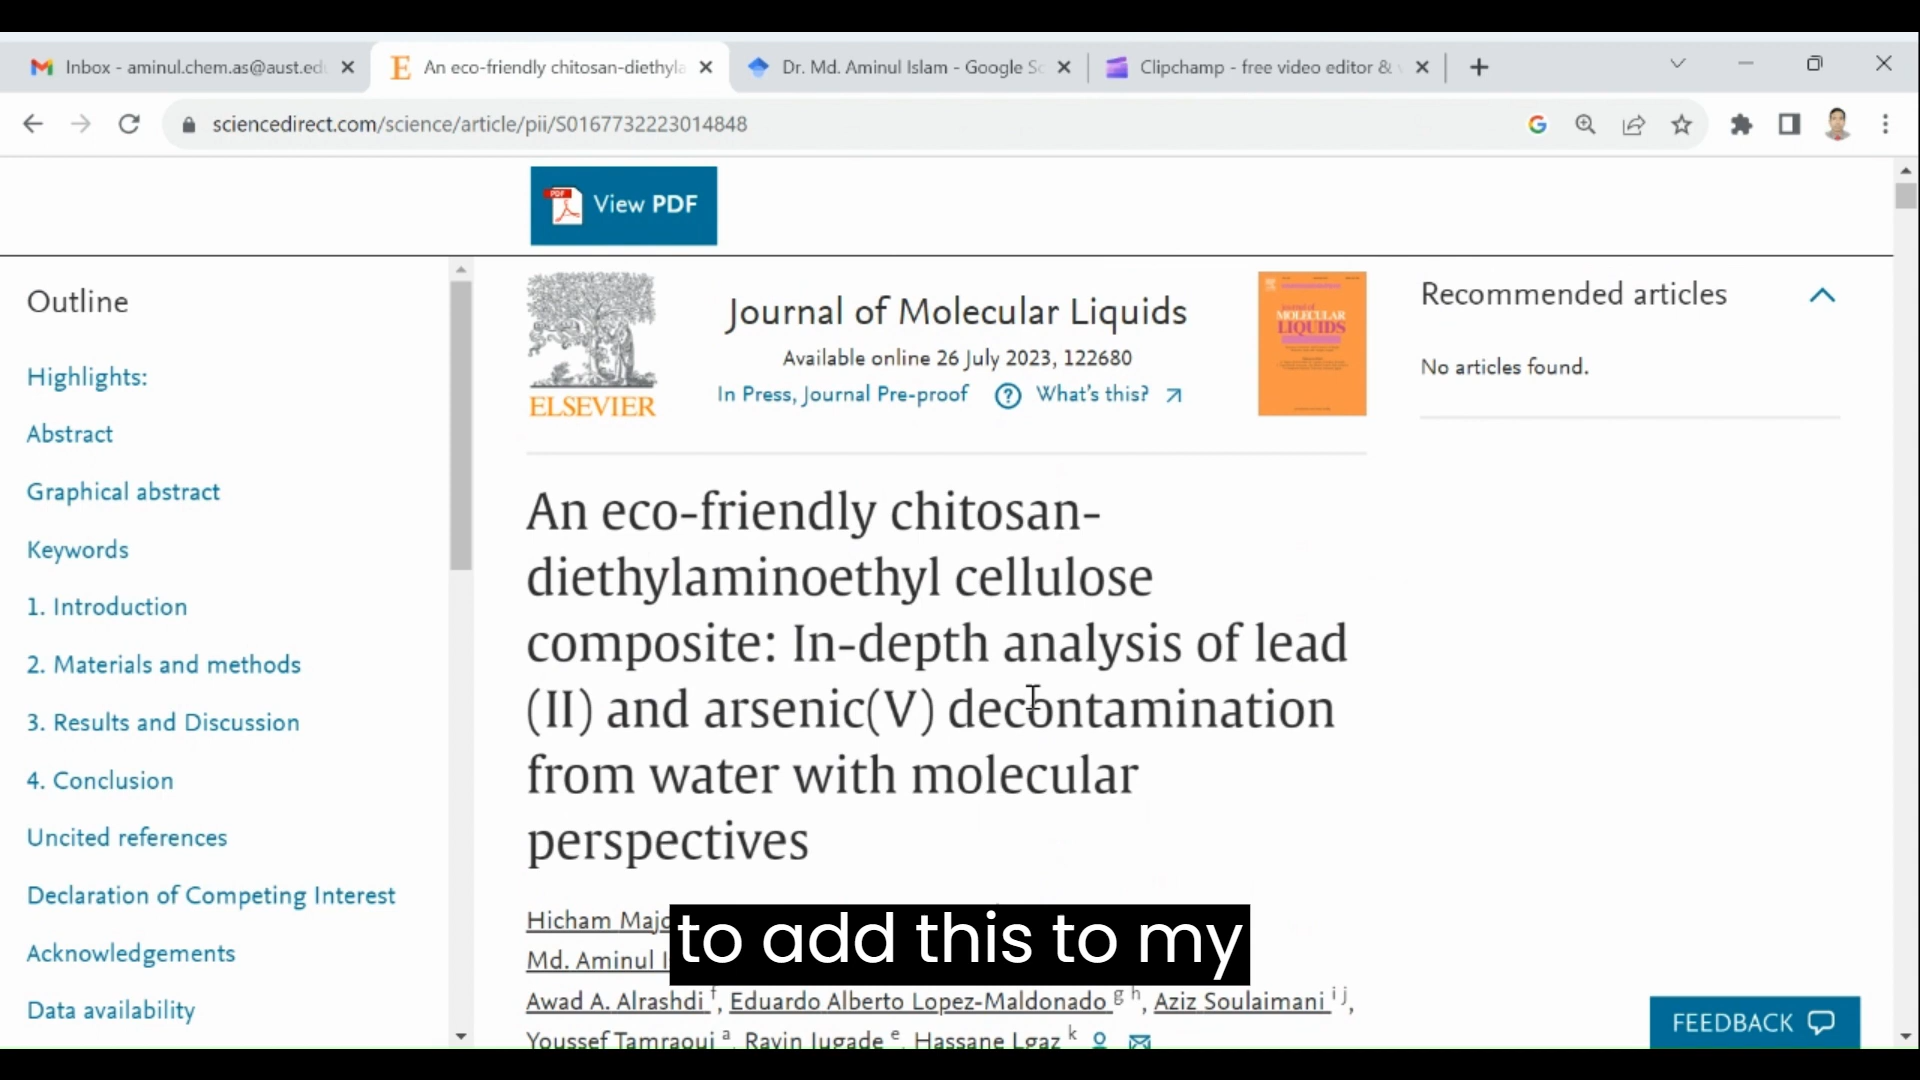 Inbox - aminul.chem.as@aust.ed
An eco-friendly chitosan-diethyla
Dr. Md. Aminul Islam - Google Sc
Clipchamp - free video editor &
sciencedirect.com/science/article/pii/S0167732223014848
View PDF
Outline
Highlights:
Abstract
Graphical abstract
Keywords
1. Introduction
2. Materials and methods
3. Results and Discussion
4. Conclusion
Uncited references
Declaration of Competing Interest
Acknowledgements
Data availability
ELSEVIER
Journal of Molecular Liquids
Available online 26 July 2023, 122680
In Press, Journal Pre-proof ? What's this?
MOLECULAR
LIQUIDS
An eco-friendly chitosan-
diethylaminoethyl cellulose
composite: In-depth analysis of lead
(II) and arsenic(V) decontamination
from water with molecular
perspectives
Hicham Majo
Md. Aminul I
to add this to my
Awad A. Alrashdi f, Eduardo Alberto Lopez-Maldonado g h, Aziz Soulaimani i j,
Youssef Tamraoui a, Ravin Jugade e, Hassane Lgaz k
Recommended articles
No articles found.
FEEDBACK